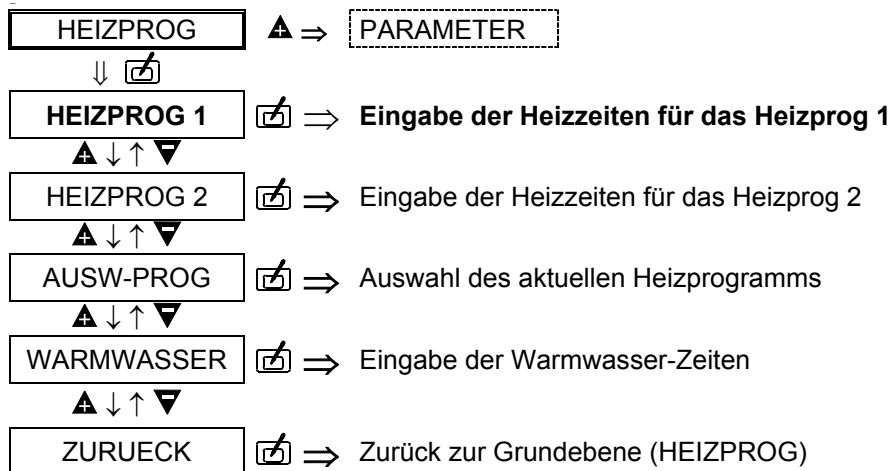 HEIZPROG PARAMETER
HEIZPROG 1 Eingabe der Heizzeiten für das Heizprog 1
HEIZPROG 2 Eingabe der Heizzeiten für das Heizprog 2
AUSW-PROG Auswahl des aktuellen Heizprogramms
WARMWASSER Eingabe der Warmwasser-Zeiten
ZURUECK Zurück zur Grundebene (HEIZPROG)